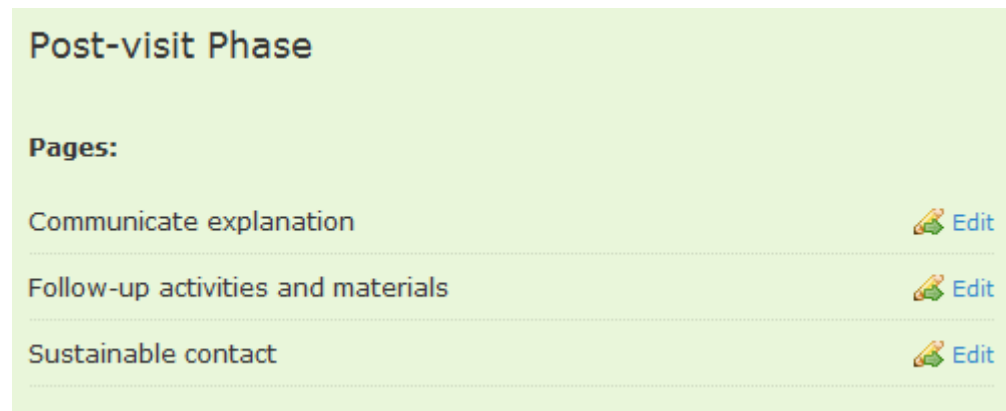 Post-visit Phase
Pages:
Communicate explanation Edit
Follow-up activities and materials Edit
Sustainable contact Edit